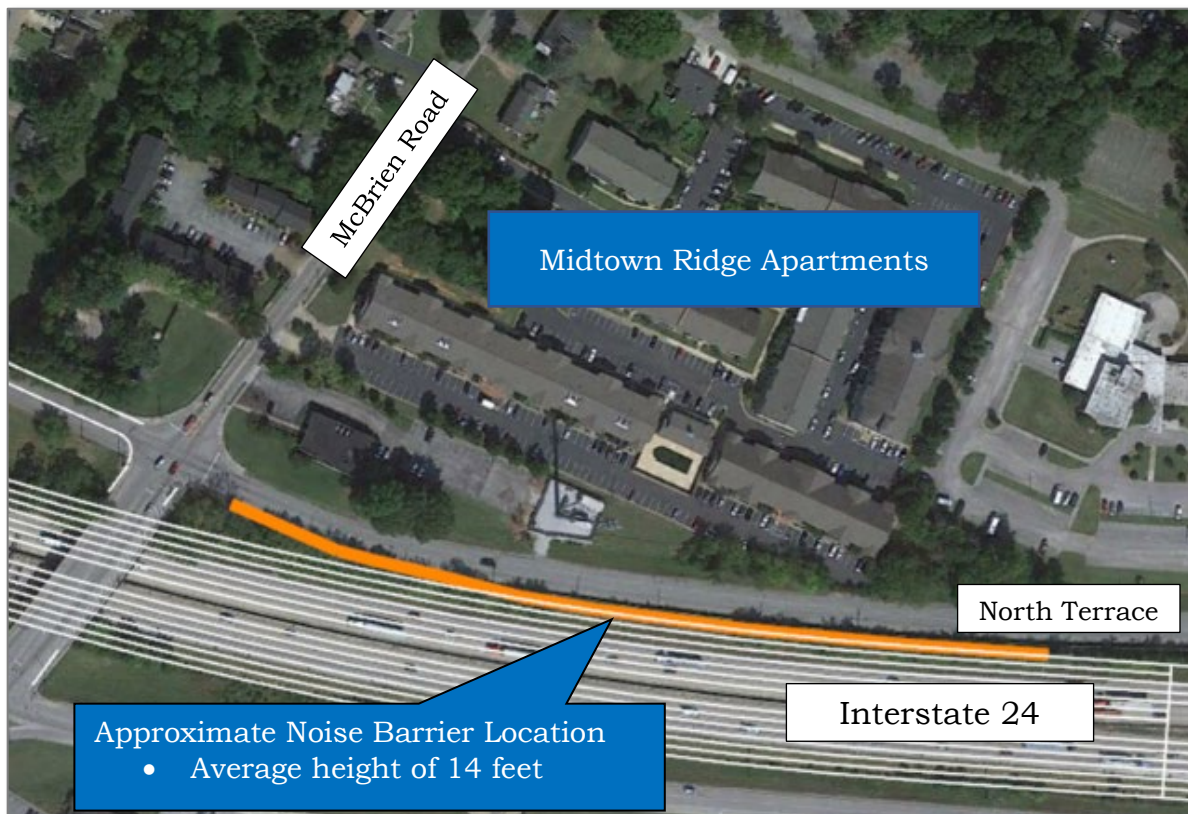 McBrien Road
Midtown Ridge Apartments
North Terrace
Interstate 24
Approximate Noise Barrier Location
• Average height of 14 feet